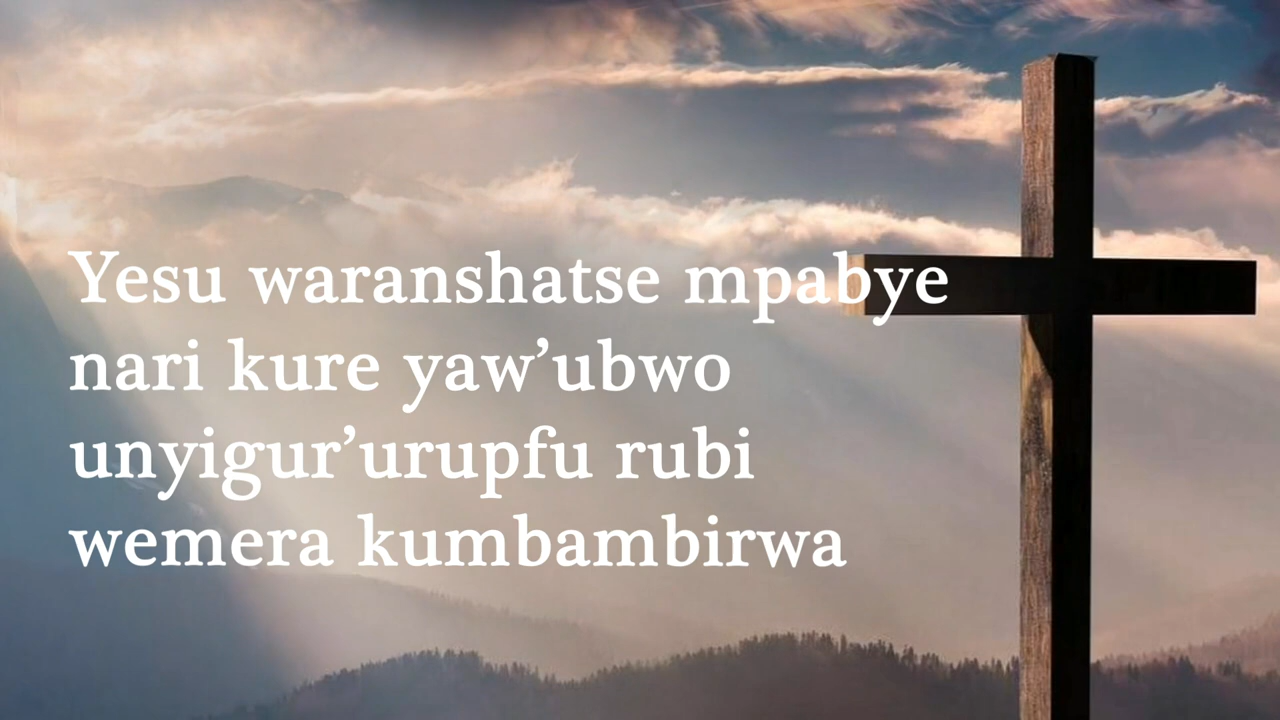 Yesu waranshatse mpabye
nari kure yaw’ubwo
unyigur’urupfu rubi
wemera kumbambirwa